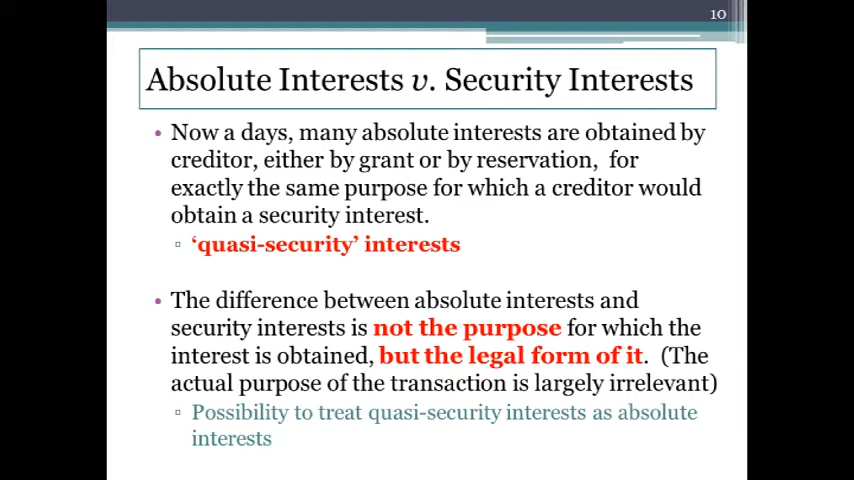 10
Absolute Interests v. Security Interests
• Now a days, many absolute interests are obtained by
creditor, either by grant or by reservation, for
exactly the same purpose for which a creditor would
obtain a security interest.
▫ ‘quasi-security’ interests
• The difference between absolute interests and
security interests is not the purpose for which the
interest is obtained, but the legal form of it. (The
actual purpose of the transaction is largely irrelevant)
▫ Possibility to treat quasi-security interests as absolute
interests